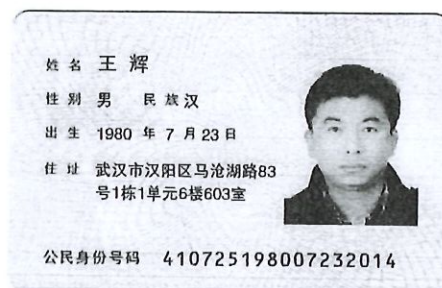 姓 名 王 辉
性 别 男 民 族 汉
出 生 1980 年 7 月 23 日
住 址 武汉市汉阳区马沧湖路83
号1栋1单元6楼603室
公民身份号码 410725198007232014